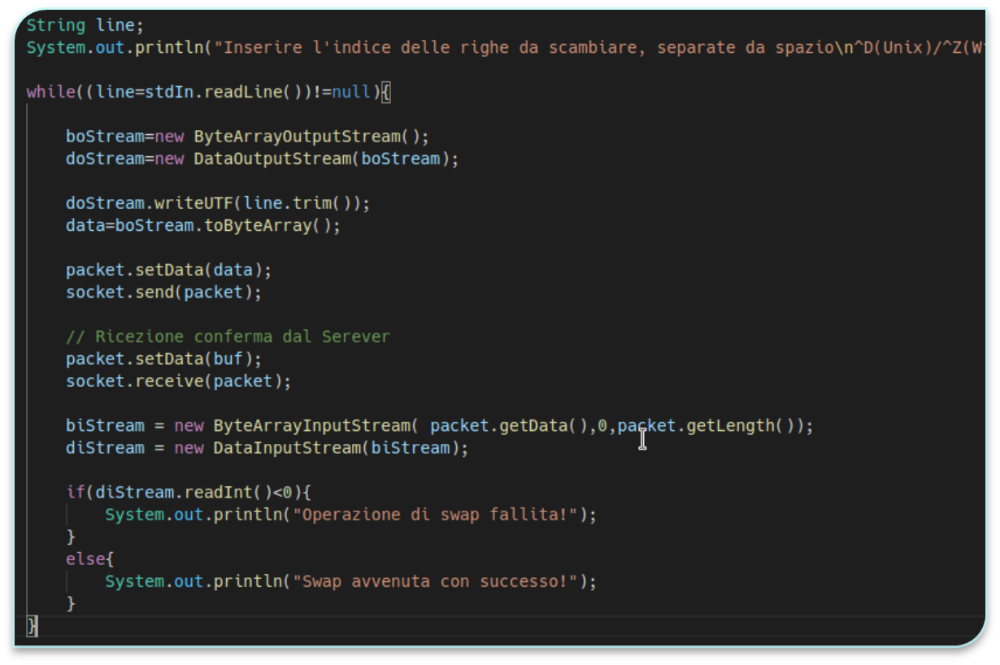 String line;
System.out.println("Inserire l'indice delle righe da scambiare, separate da spazio\n^D(Unix)/^Z(W
while((line=stdIn.readLine())!=null){
boStream=new ByteArrayOutputStream();
doStream=new DataOutputStream(boStream);
doStream.writeUTF(line.trim());
data=boStream.toByteArray();
packet.setData(data);
socket.send(packet);
// Ricezione conferma dal Serever
packet.setData(buf);
socket.receive(packet);
biStream = new ByteArrayInputStream( packet.getData(),0,packet.getLength());
diStream = new DataInputStream(biStream);
if(diStream.readInt()<0){
System.out.println("Operazione di swap fallita!");
}
else{
System.out.println("Swap avvenuta con successo!");
}
}